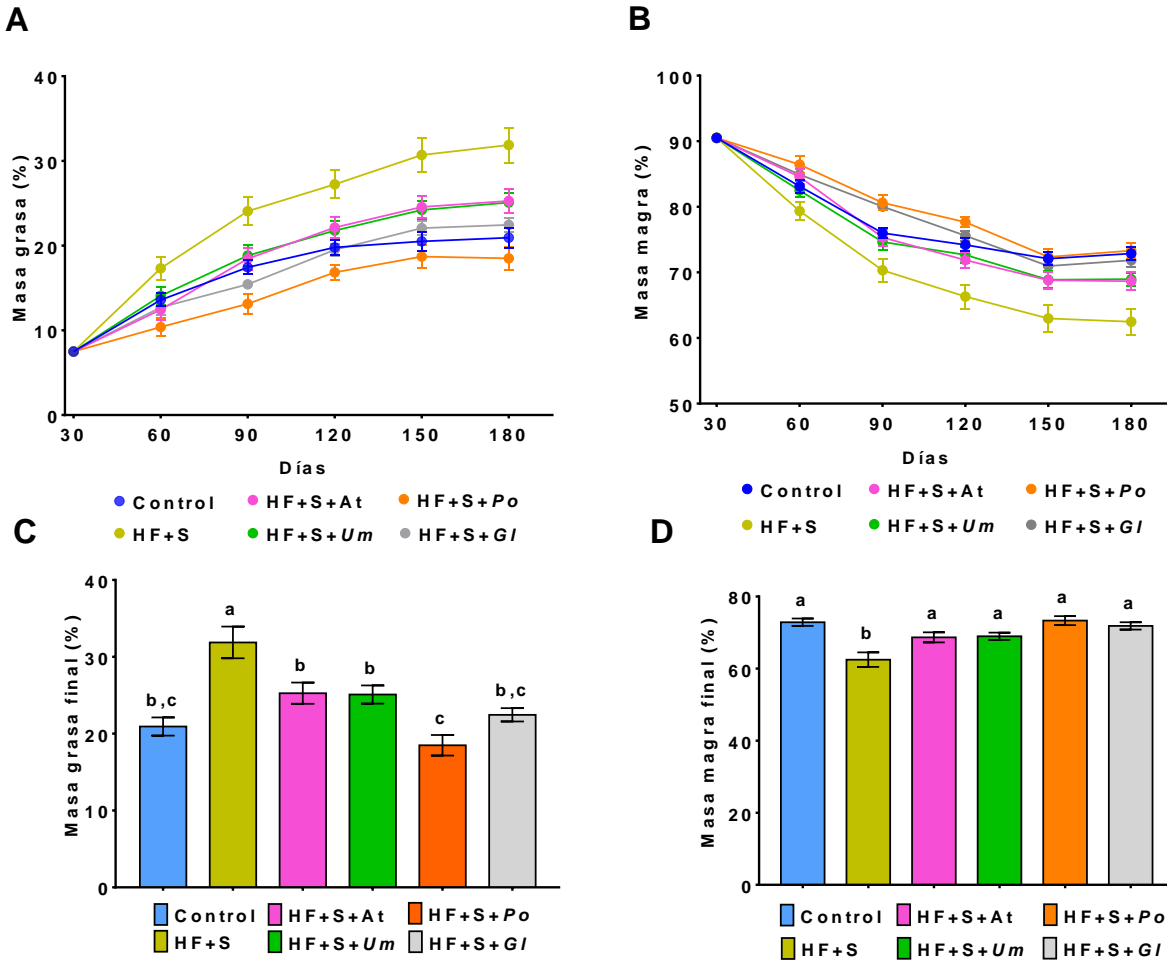 A
Masa grasa (%)
40
30
20
10
0
30 60 90 120 150 180
Días
Control HF+S+At HF+S+Po
HF+S HF+S+Um HF+S+Gl
B
Masa magra (%)
100
90
80
70
60
50
30 60 90 120 150 180
Días
Control HF+S+At HF+S+Po
HF+S HF+S+Um HF+S+Gl
C
Masa grasa final (%)
40
30
20
10
0
b,c a b b c b,c
Control HF+S+At HF+S+Po
HF+S HF+S+Um HF+S+Gl
D
Masa magra final (%)
80
60
40
20
0
a b a a a a
Control HF+S+At HF+S+Po
HF+S HF+S+Um HF+S+Gl